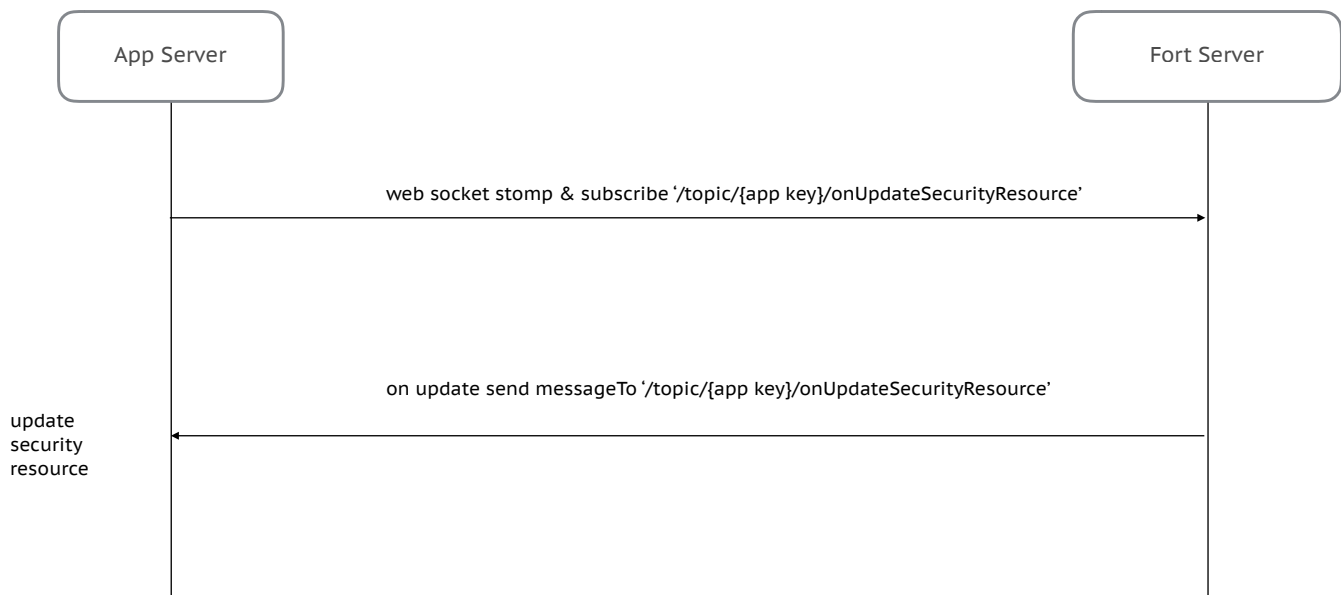 App Server
Fort Server
web socket stomp & subscribe ‘/topic/{app key}/onUpdateSecurityResource’
on update send messageTo ‘/topic/{app key}/onUpdateSecurityResource’
update
security
resource